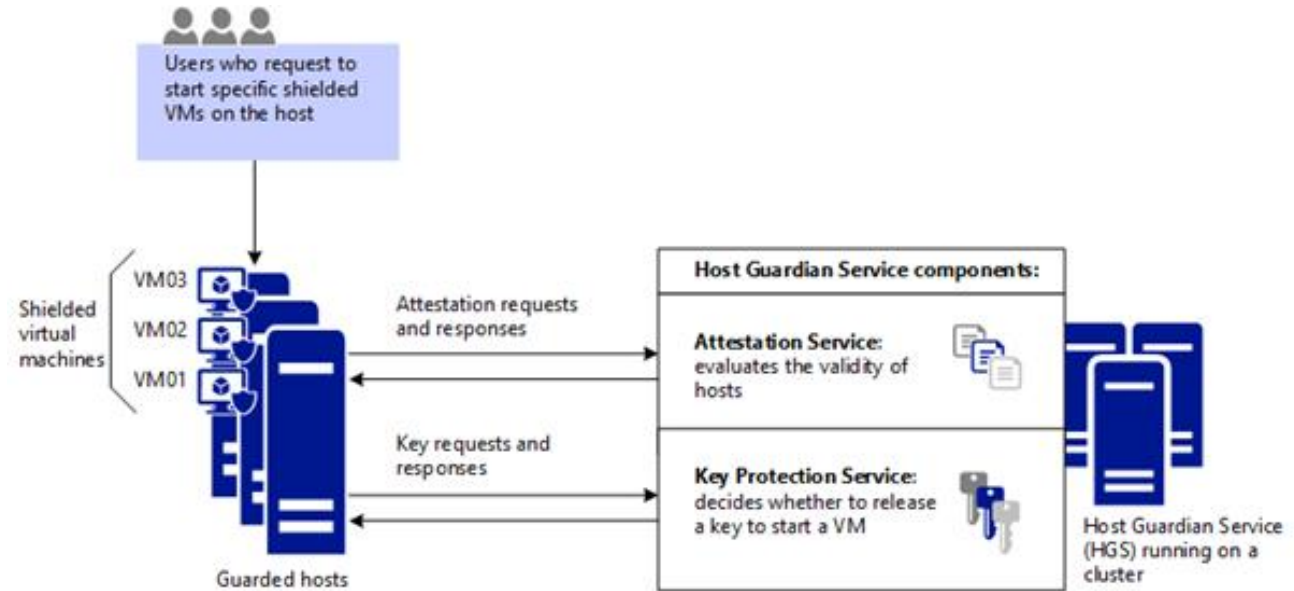 Users who request to
start specific shielded
VMs on the host
Shielded
virtual
machines
VM03
VM02
VM01
Attestation requests
and responses
Key requests and
responses
Guarded hosts
Host Guardian Service components:
Attestation Service:
evaluates the validity of
hosts
Key Protection Service:
decides whether to release
a key to start a VM
Host Guardian Service
(HGS) running on a
cluster